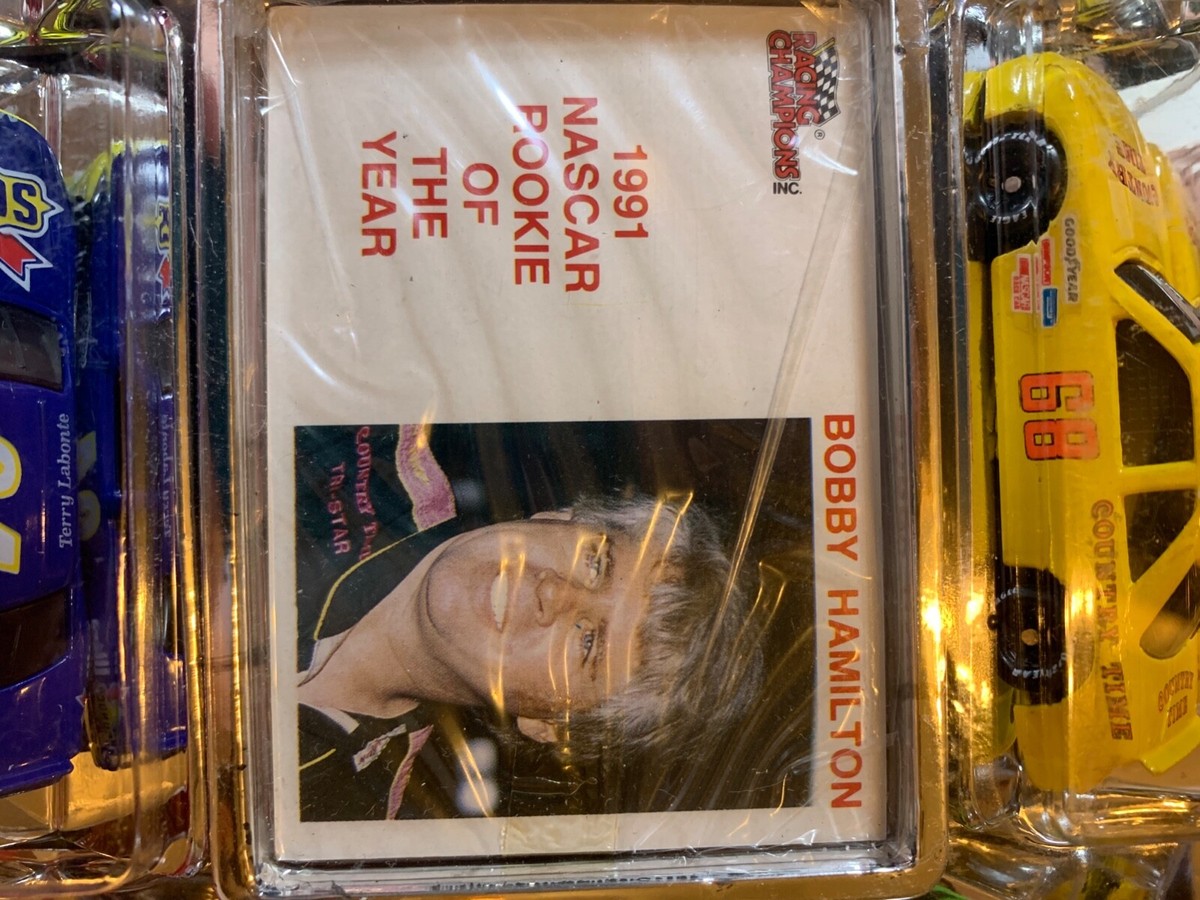 RACING
CHAMPIONS
®
INC.
1991
NASCAR
ROOKIE
OF
THE
YEAR
BOBBY HAMILTON
TRI-STAR
Terry Labonte
GOODYEAR
68
COUNTRY TIME
COUNTRY
TIME